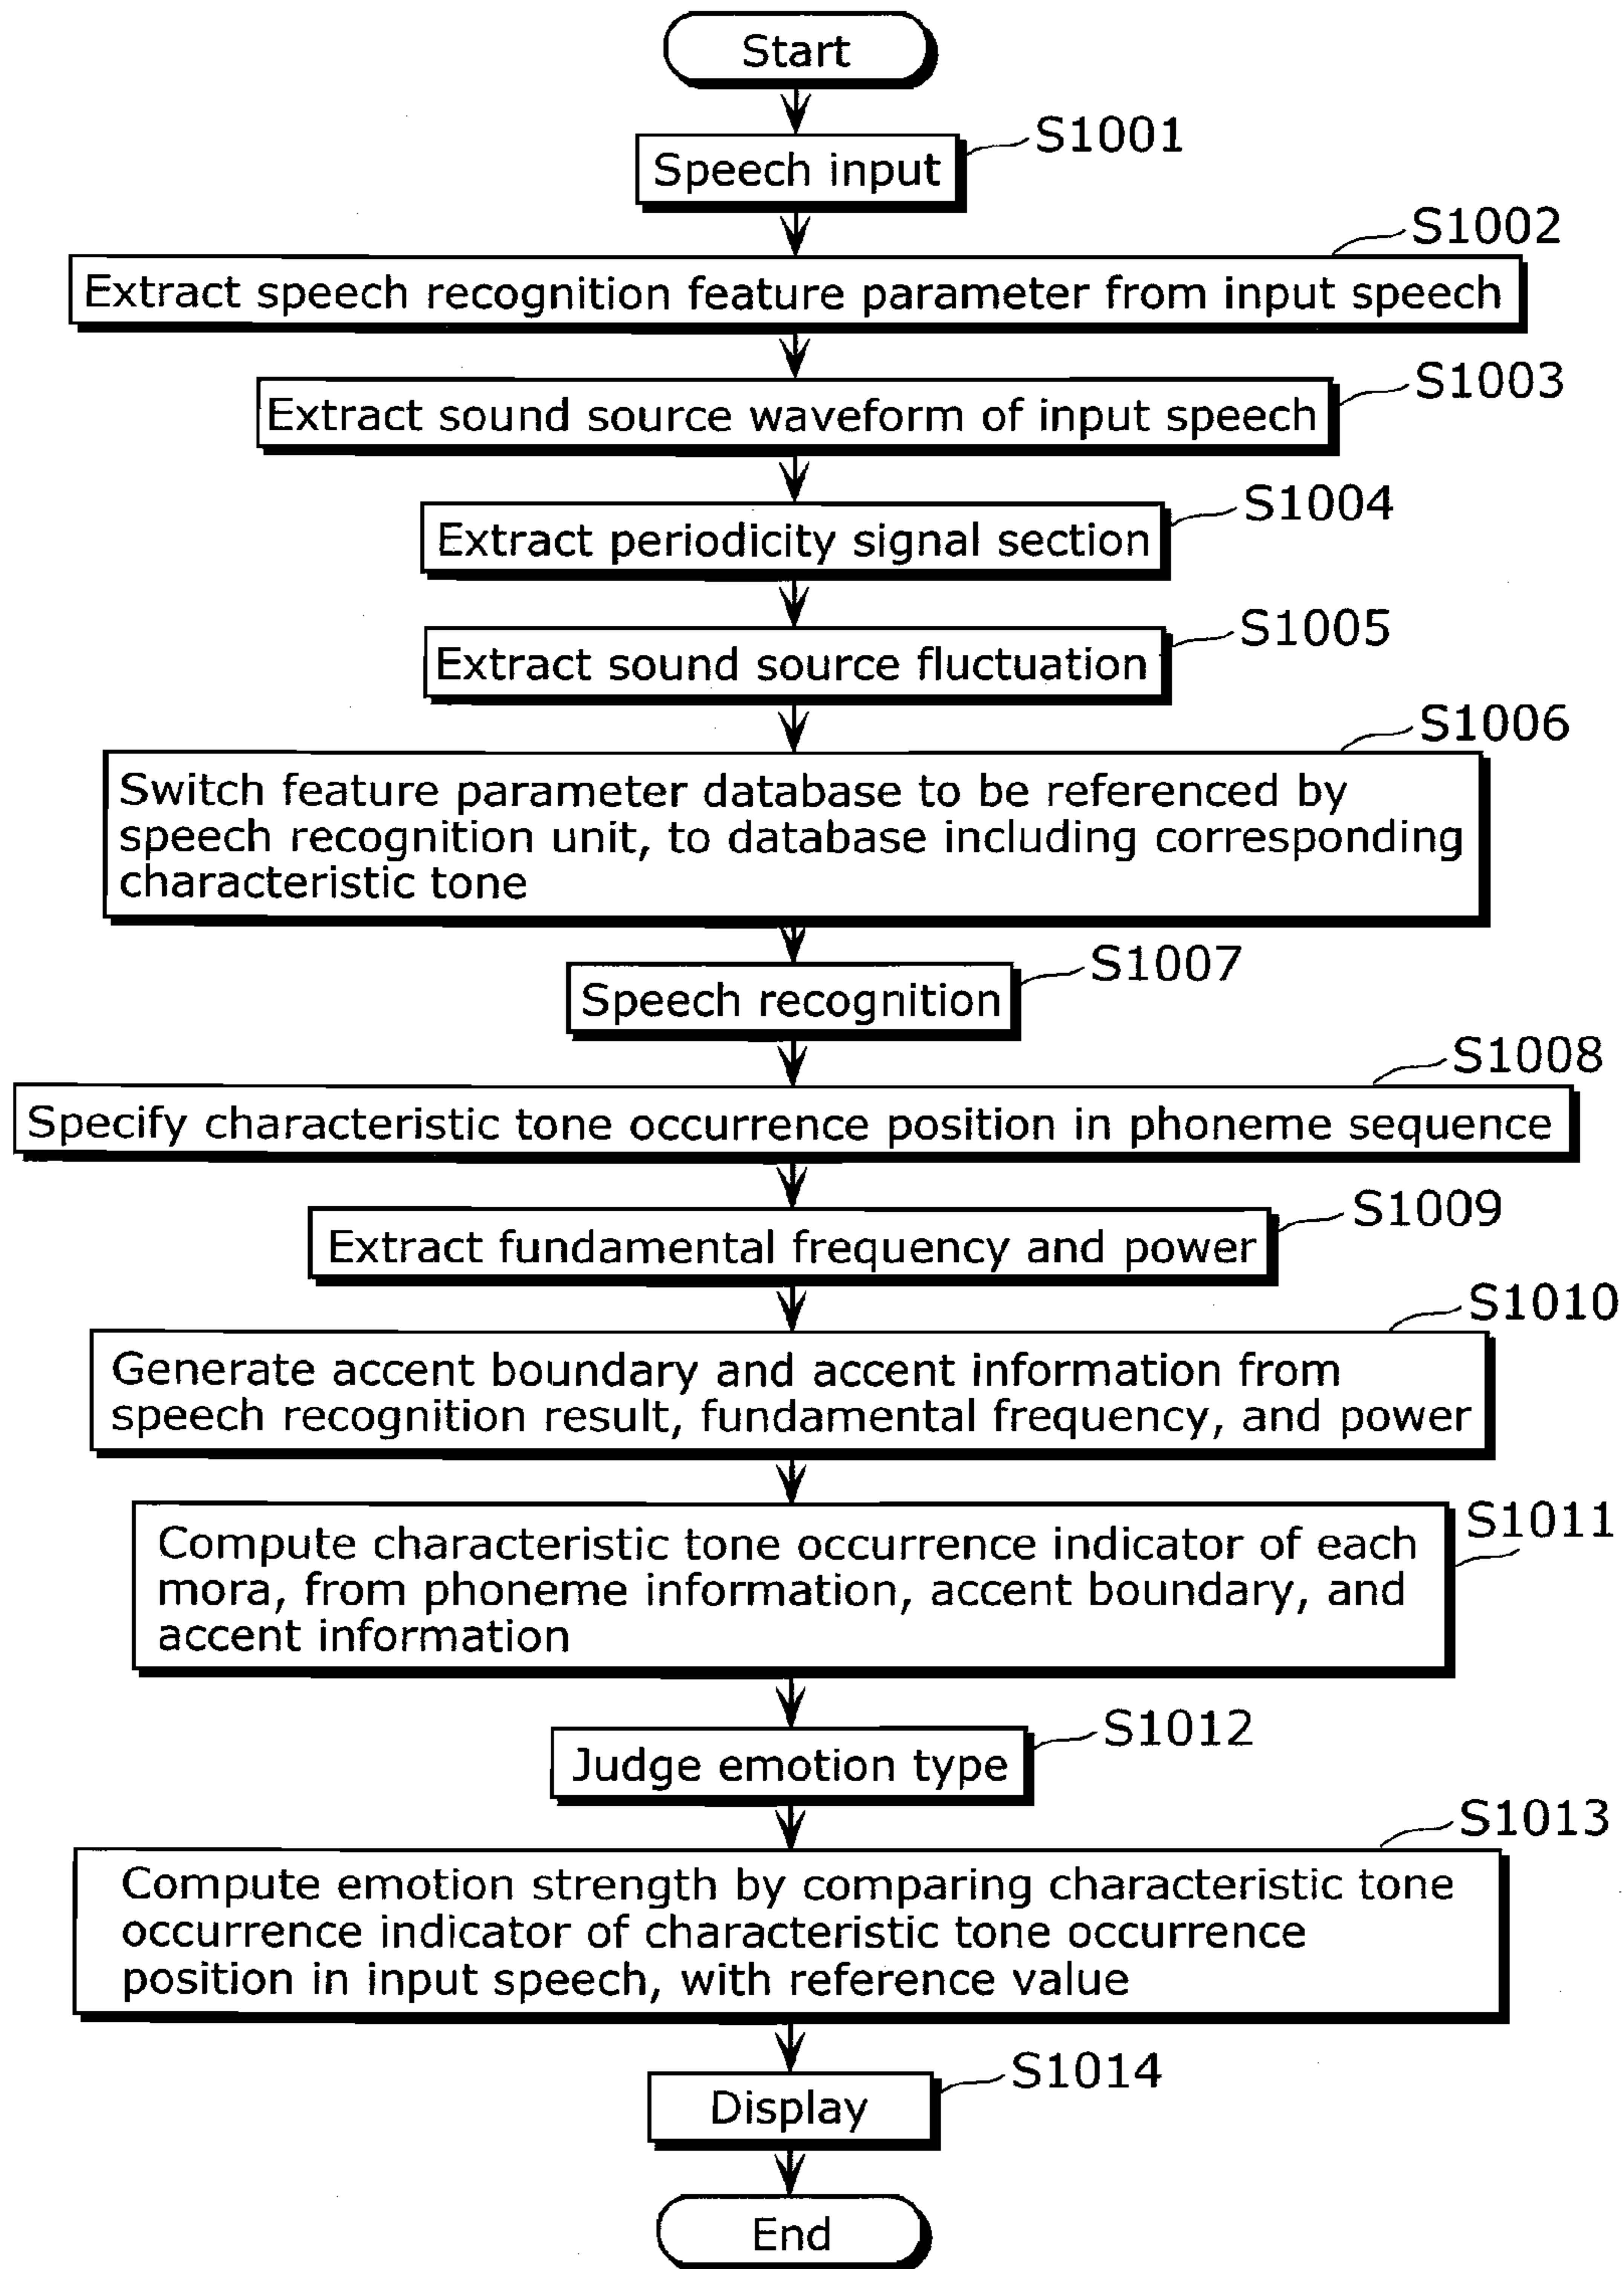 Start
S1001
Speech input
S1002
Extract speech recognition feature parameter from input speech
S1003
Extract sound source waveform of input speech
S1004
Extract periodicity signal section
S1005
Extract sound source fluctuation
S1006
Switch feature parameter database to be referenced by
speech recognition unit, to database including corresponding
characteristic tone
S1007
Speech recognition
S1008
Specify characteristic tone occurrence position in phoneme sequence
S1009
Extract fundamental frequency and power
S1010
Generate accent boundary and accent information from
speech recognition result, fundamental frequency, and power
S1011
Compute characteristic tone occurrence indicator of each
mora, from phoneme information, accent boundary, and
accent information
S1012
Judge emotion type
S1013
Compute emotion strength by comparing characteristic tone
occurrence indicator of characteristic tone occurrence
position in input speech, with reference value
S1014
Display
End